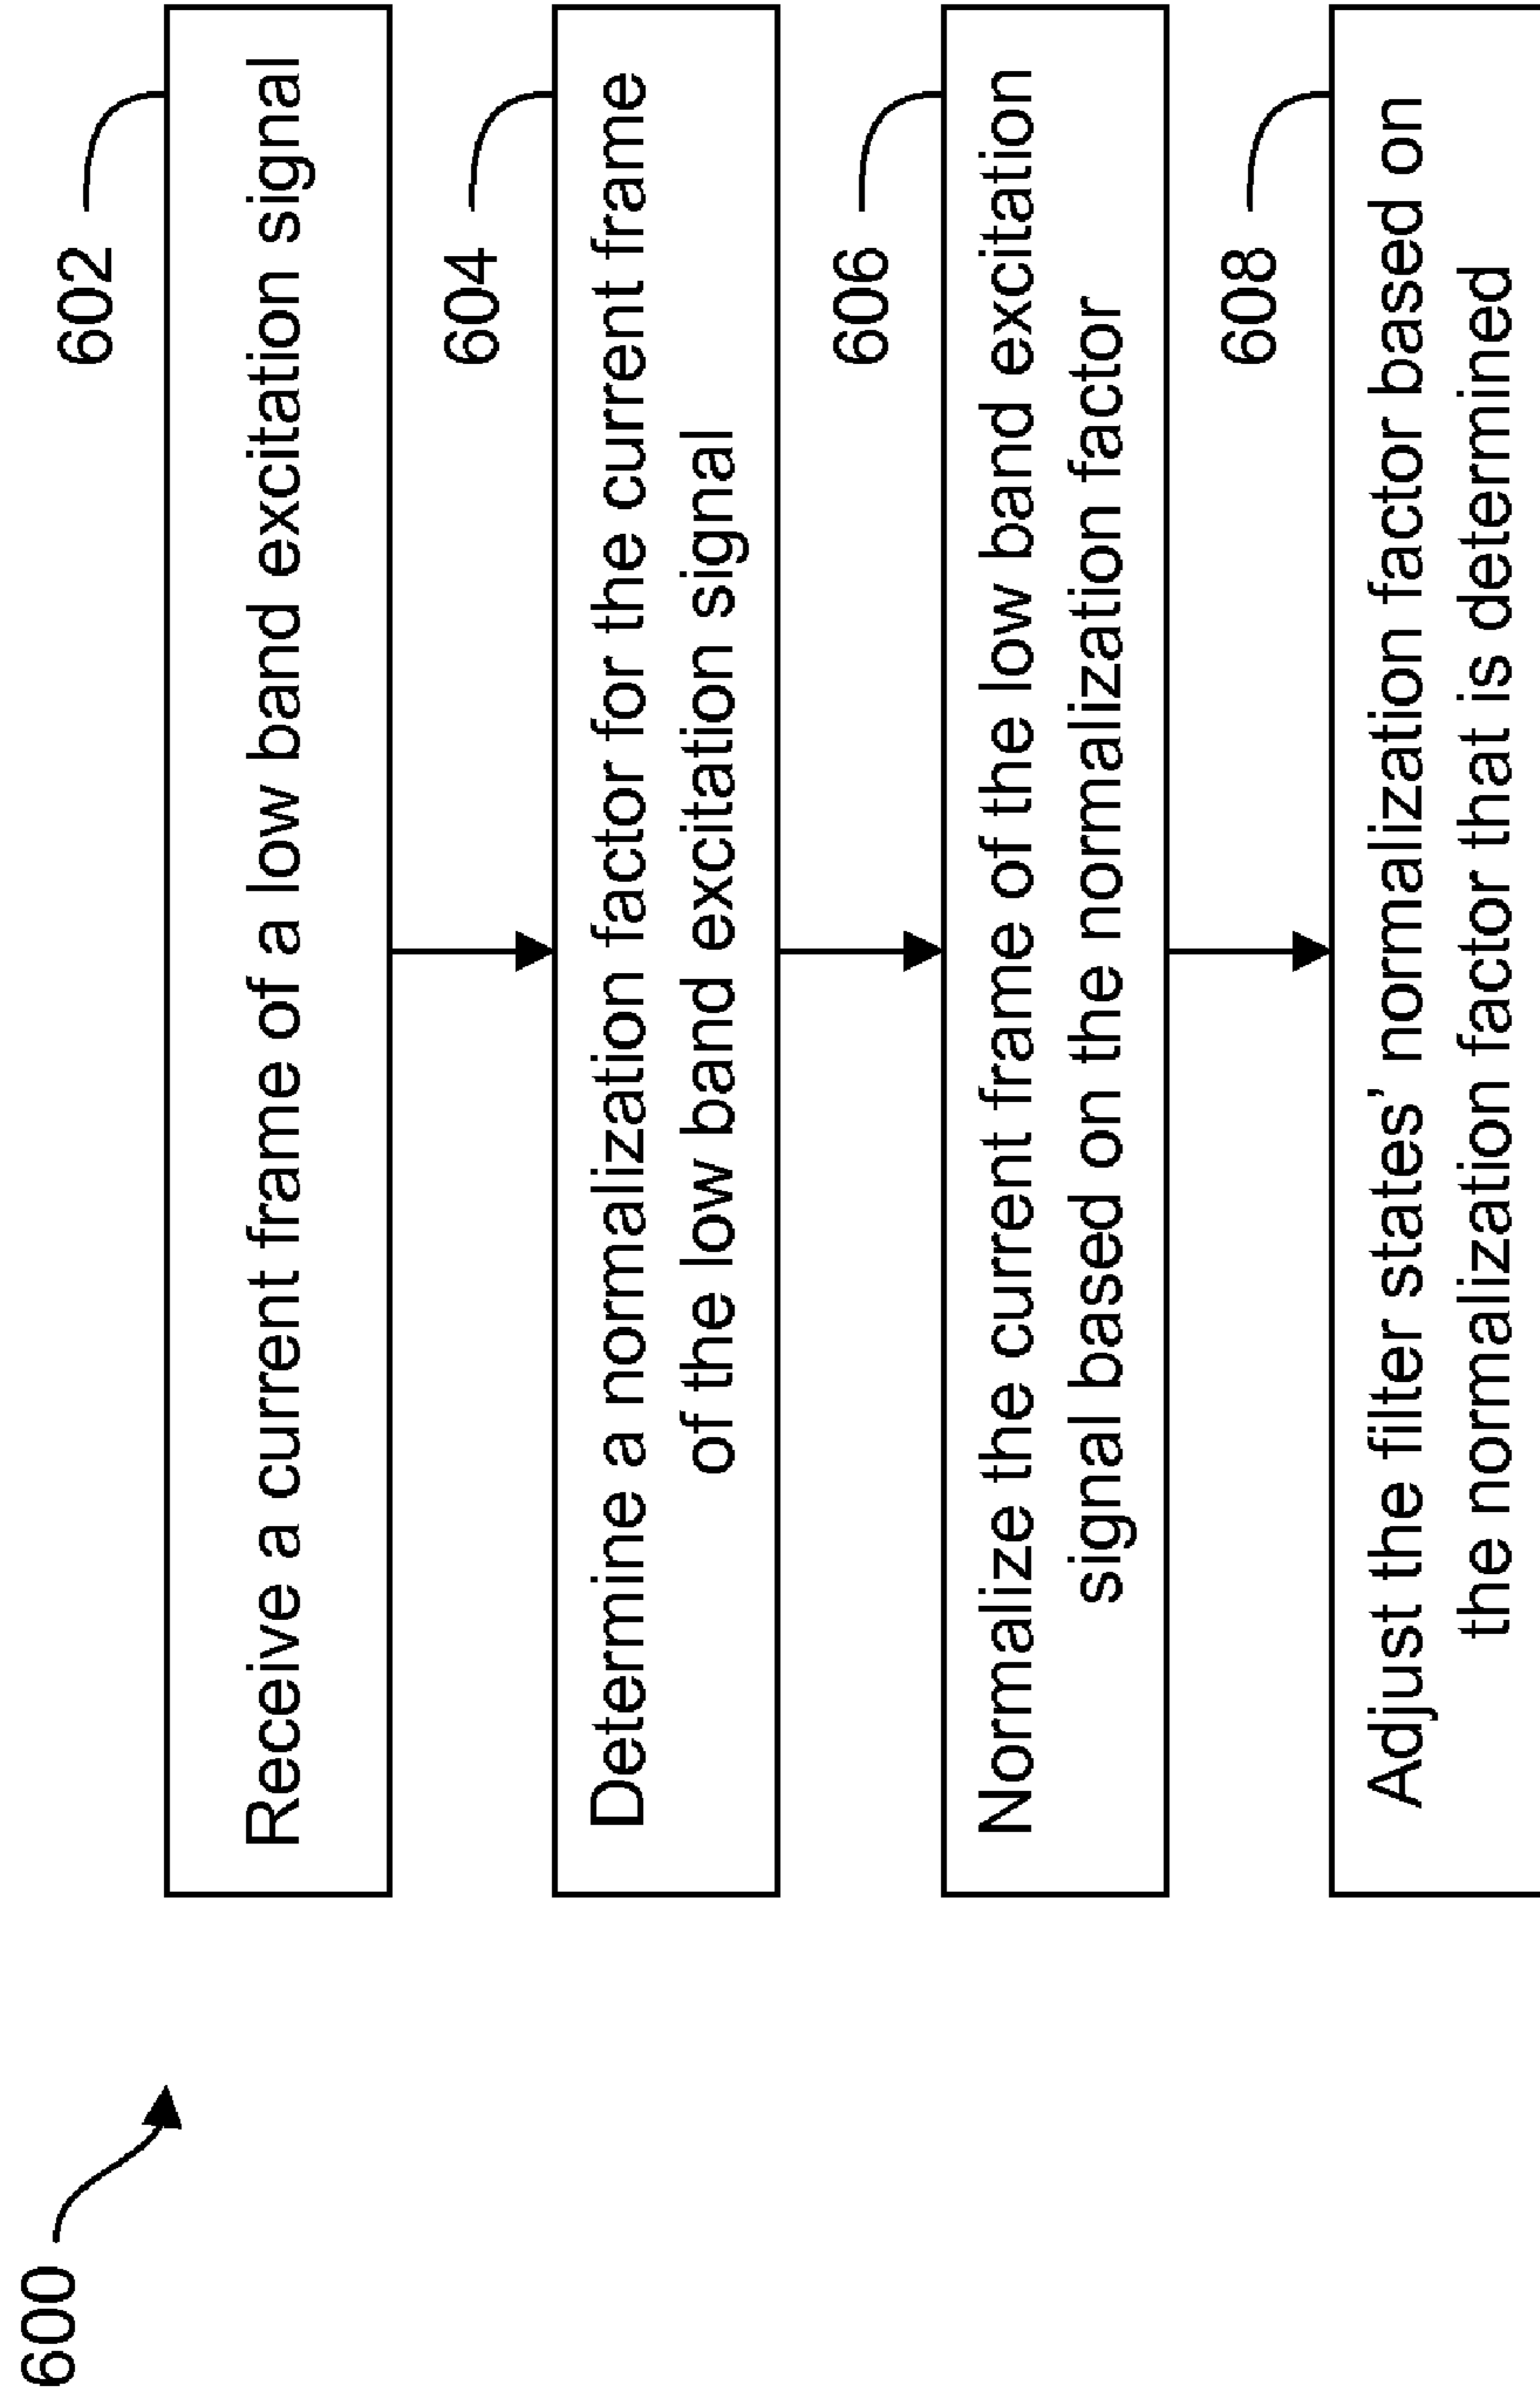 600
602
Receive a current frame of a low band excitation signal
604
Determine a normalization factor for the current frame
of the low band excitation signal
606
Normalize the current frame of the low band excitation
signal based on the normalization factor
608
Adjust the filter states’ normalization factor based on
the normalization factor that is determined